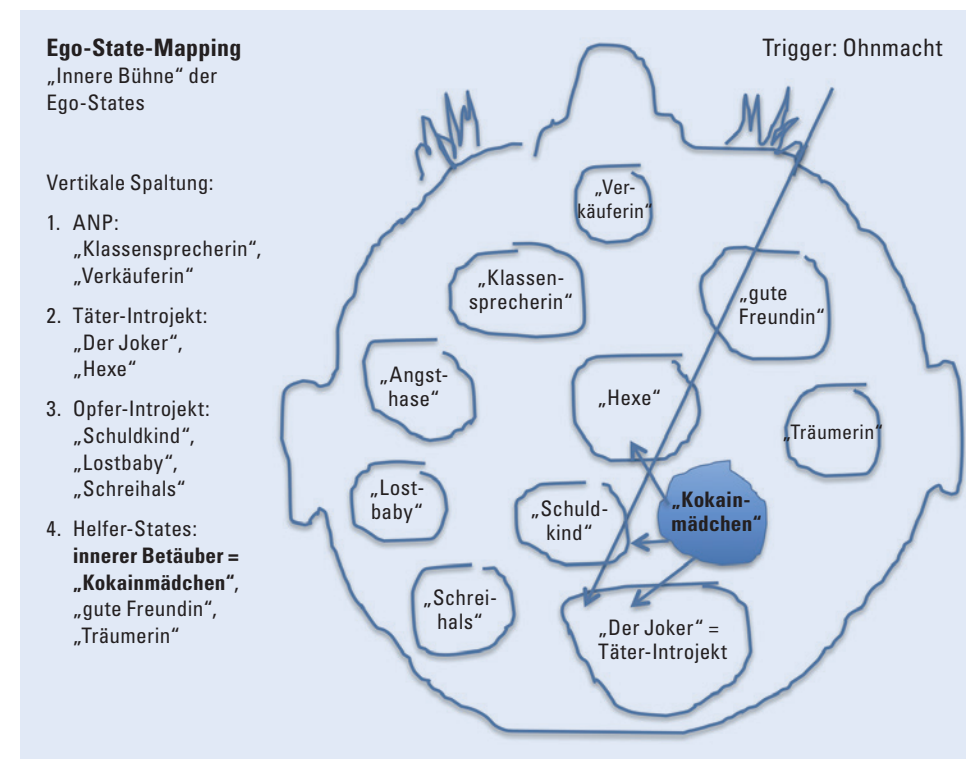 Ego-State-Mapping
„Innere Bühne“ der
Ego-States
Trigger: Ohnmacht
Vertikale Spaltung:
1. ANP:
„Klassensprecherin“,
„Verkäuferin“
2. Täter-Introjekt:
„Der Joker“,
„Hexe“
3. Opfer-Introjekt:
„Schuldkind“,
„Lostbaby“,
„Schreihals“
4. Helfer-States:
innerer Betäuber =
„Kokainmädchen“,
„gute Freundin“,
„Träumerin“
„Ver-
käuferin“
„Klassen-
sprecherin“
„gute
Freundin“
„Angst-
hase“
„Hexe“
„Träumerin“
„Lost-
baby“
„Schuld-
kind“
„Kokain-
mädchen“
„Schrei-
hals“
„Der Joker“ =
Täter-Introjekt